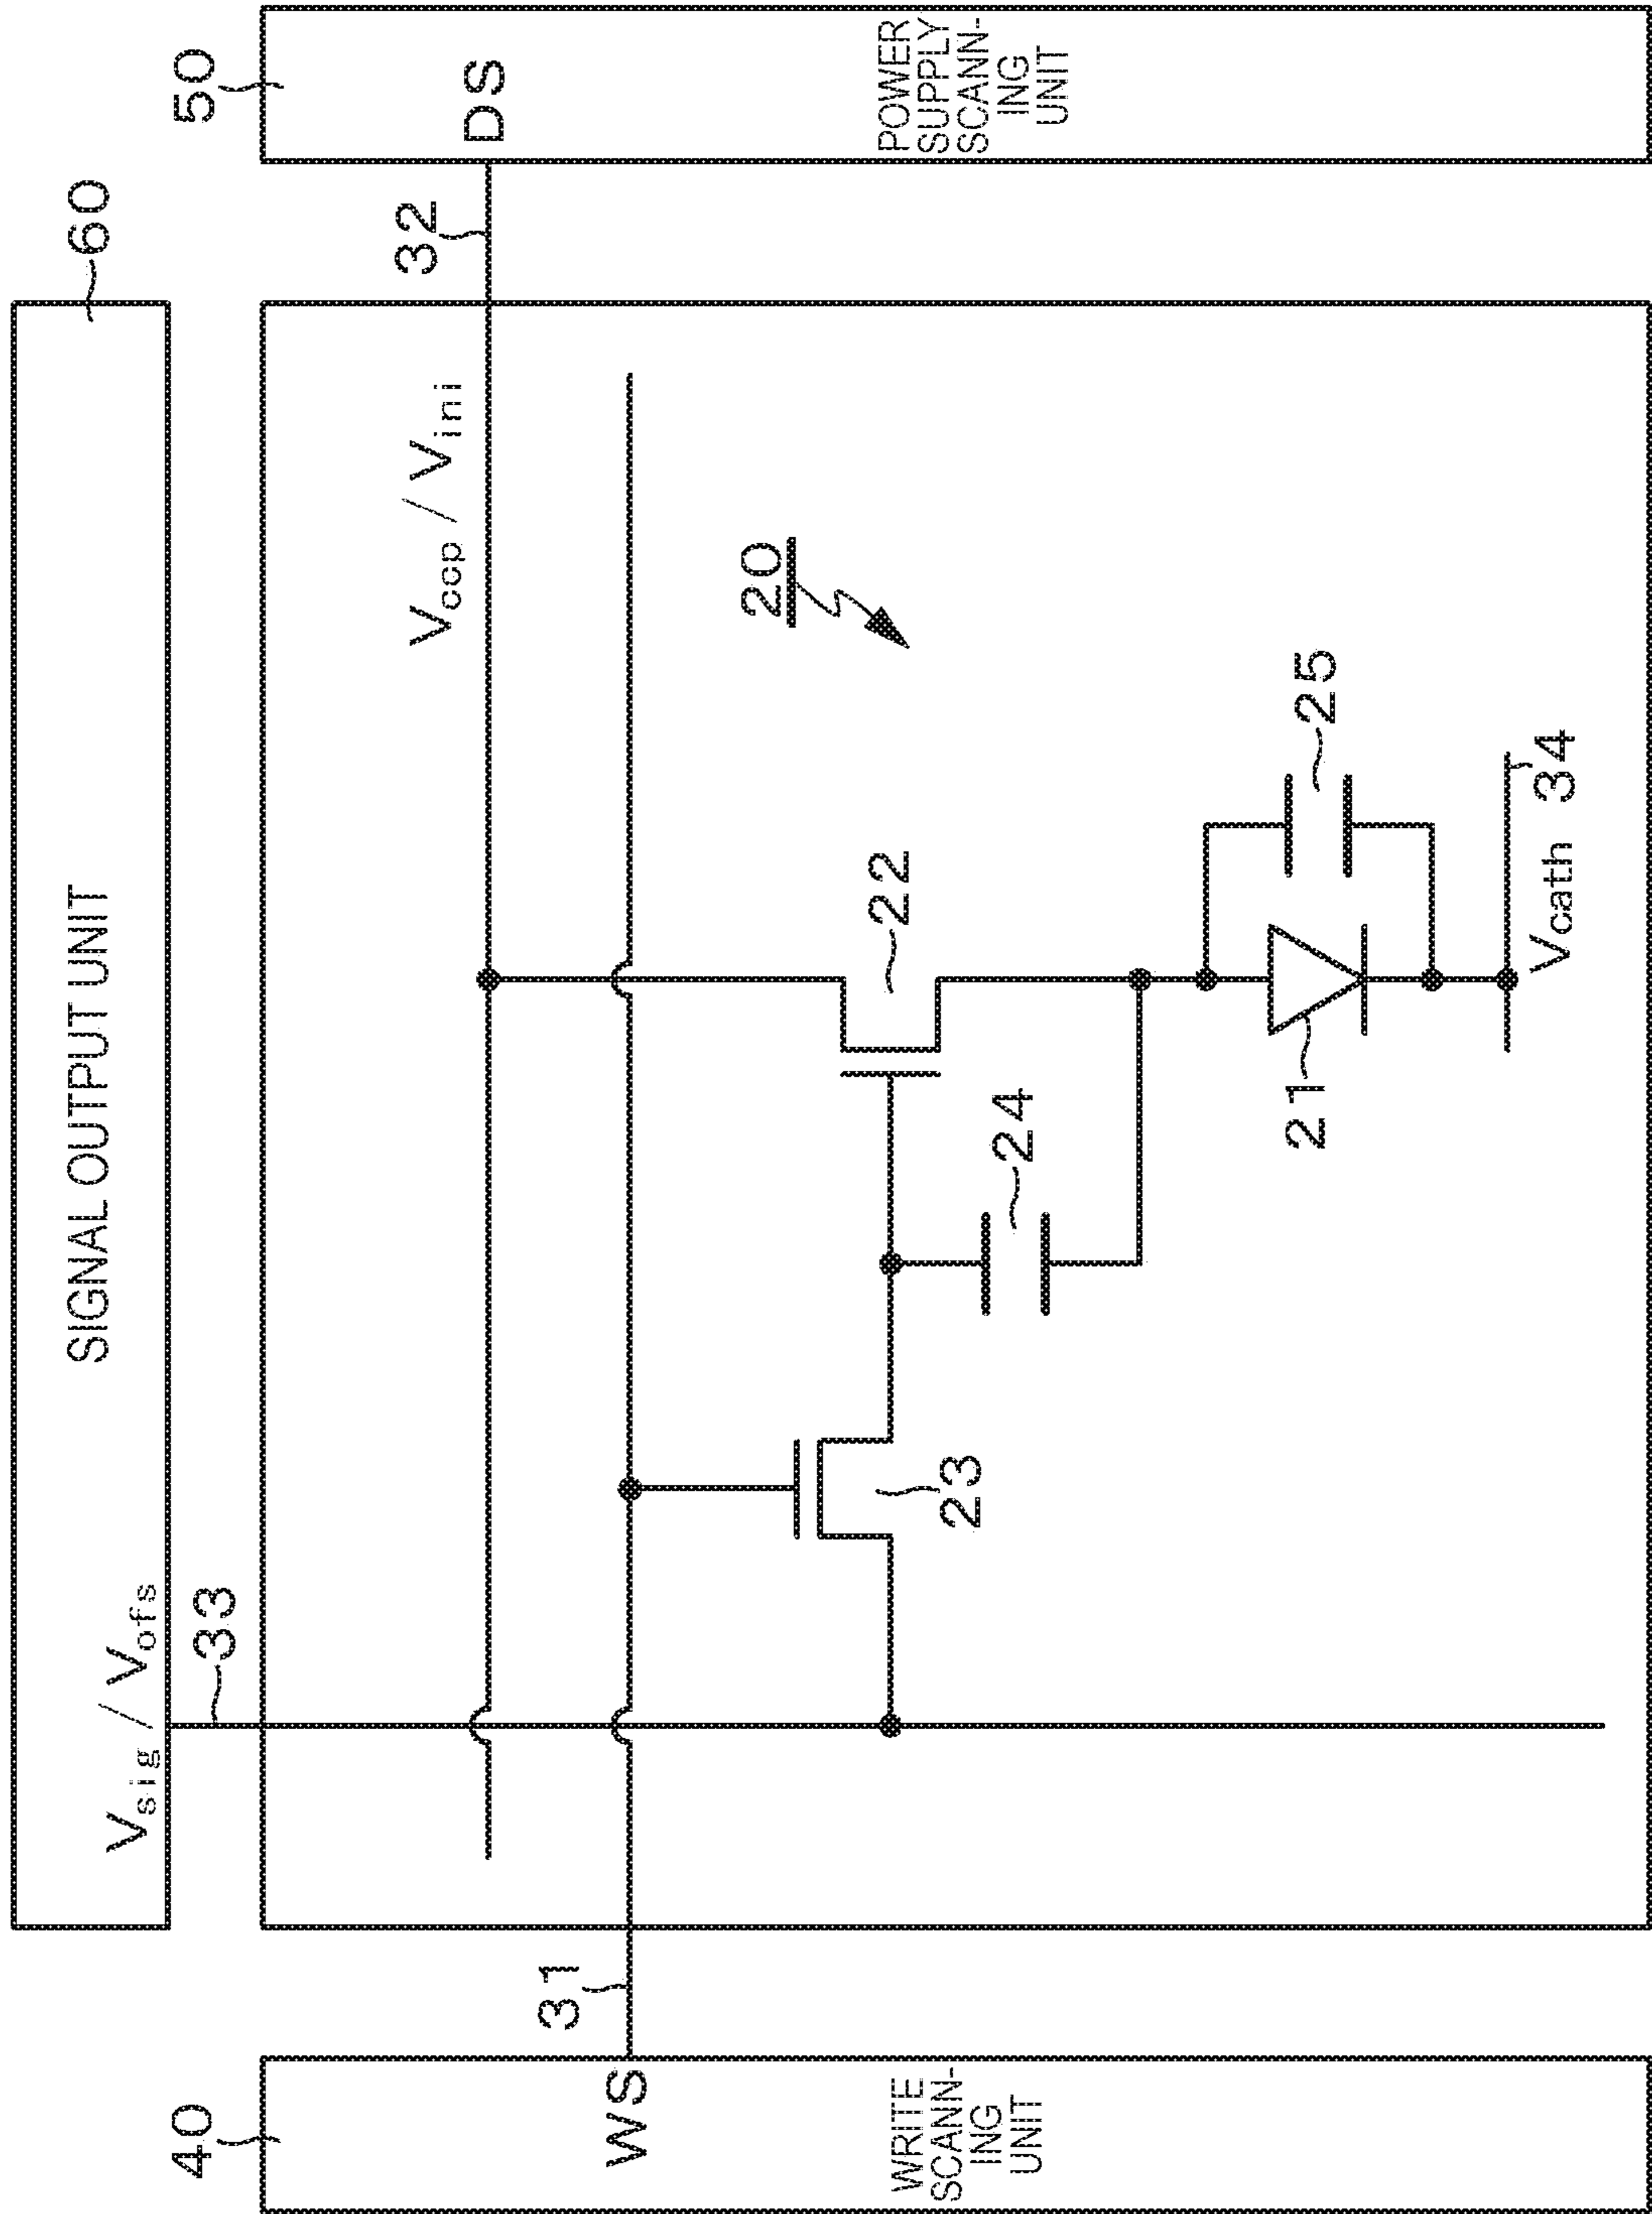 60
SIGNAL OUTPUT UNIT
Vsig / Vofs
33
40
50
WS
31
32
DS
Vccp / Vini
WRITE
SCANN-
ING
UNIT
POWER
SUPPLY
SCANN-
ING
UNIT
20
22
23
24
25
21
Vcath
34